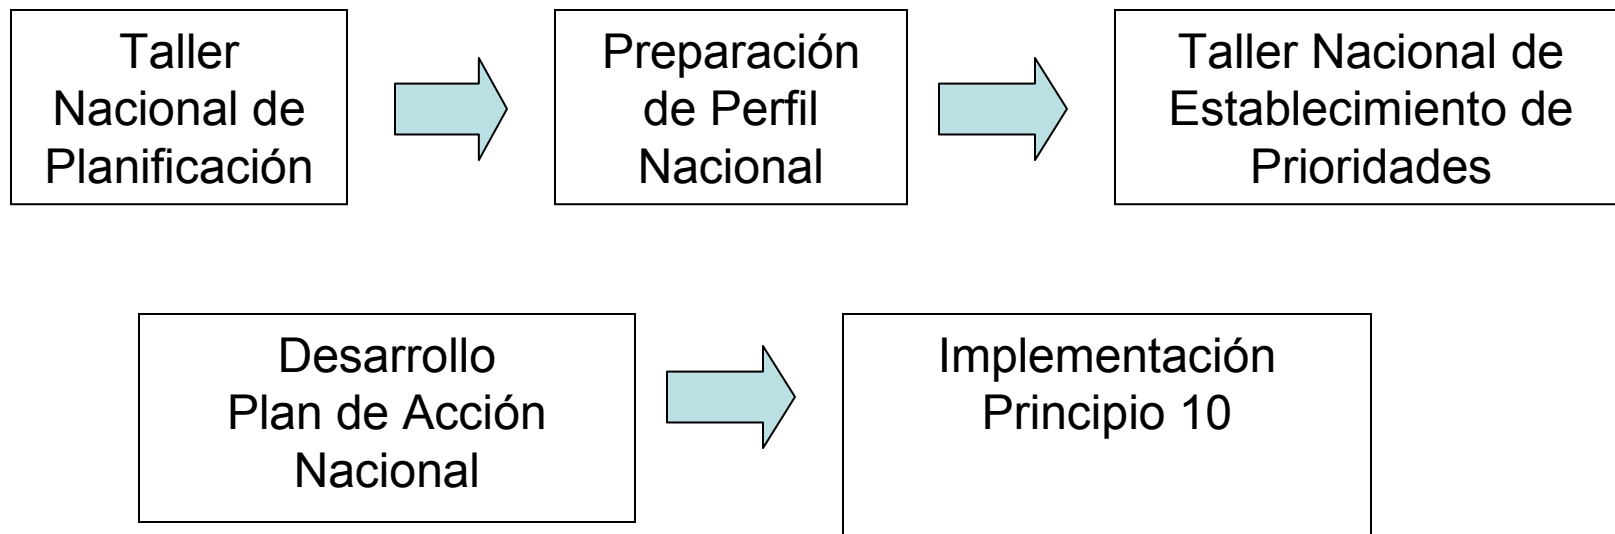 Taller
Nacional de
Planificación
Preparación
de Perfil
Nacional
Taller Nacional de
Establecimiento de
Prioridades
Desarrollo
Plan de Acción
Nacional
Implementación
Principio 10